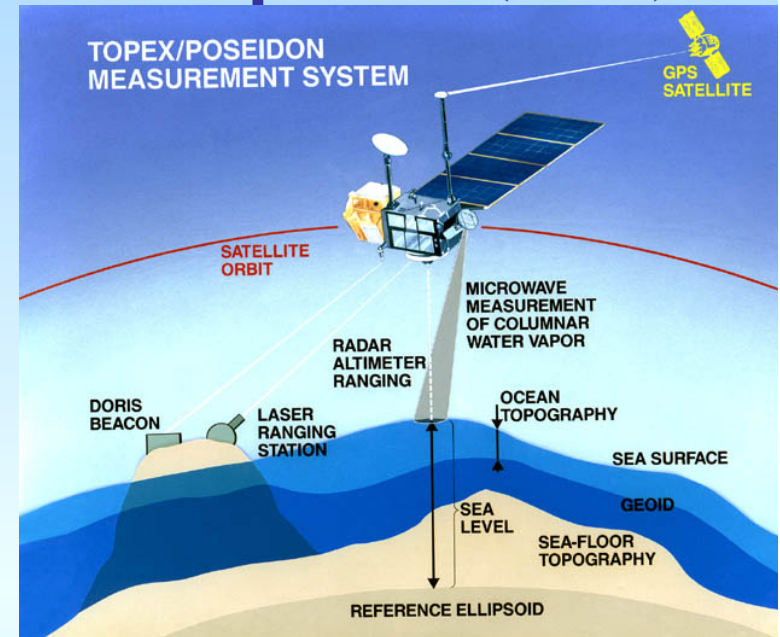 TOPEX/POSEIDON
MEASUREMENT SYSTEM
GPS
SATELLITE
SATELLITE
ORBIT
MICROWAVE
MEASUREMENT
OF COLUMNAR
WATER VAPOR
RADAR
ALTIMETER
RANGING
DORIS
BEACON
LASER
RANGING
STATION
OCEAN
TOPOGRAPHY
SEA SURFACE
GEOID
SEA
LEVEL
SEA-FLOOR
TOPOGRAPHY
REFERENCE ELLIPSOID